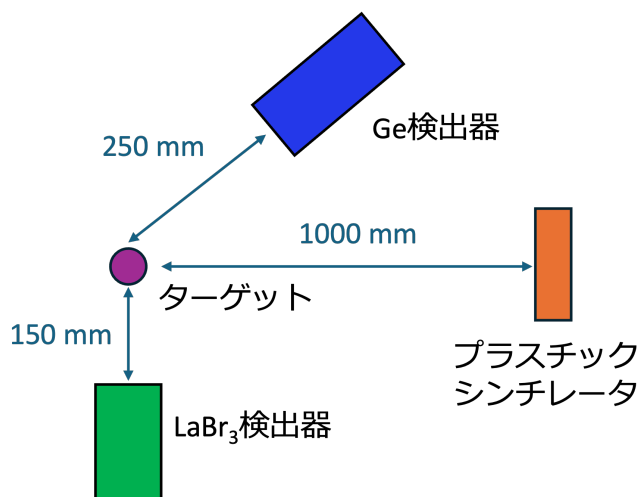 Ge検出器
250 mm
1000 mm
ターゲット
150 mm
プラスチック
シンチレータ
LaBr₃検出器